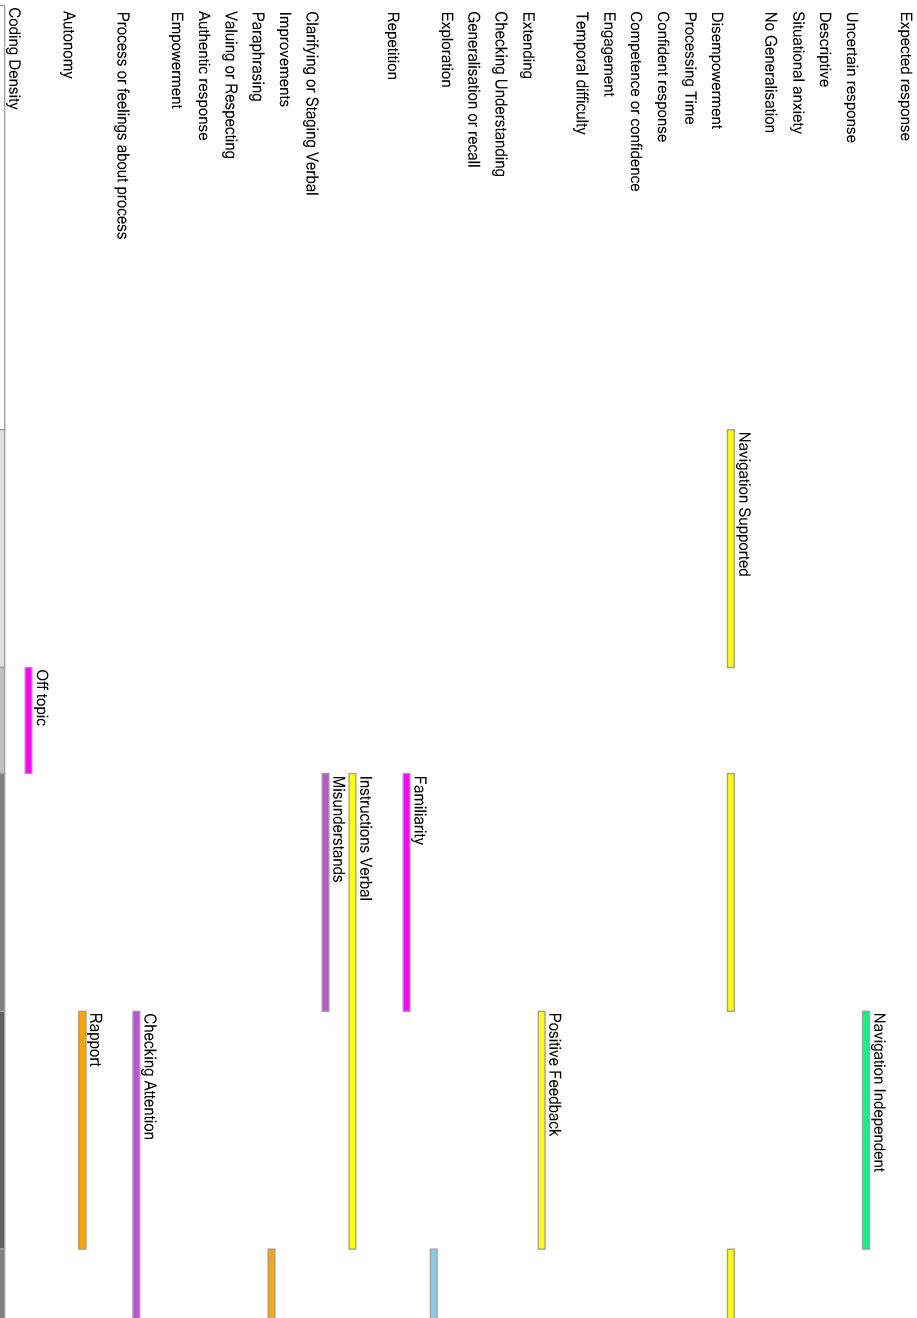 Expected response
Navigation Independent
Uncertain response
Descriptive
Situational anxiety
No Generalisation
Navigation Supported
Disempowerment
Processing Time
Confident response
Competence or confidence
Engagement
Temporal difficulty
Positive Feedback
Extending
Checking Understanding
Generalisation or recall
Exploration
Familiarity
Repetition
Instructions Verbal
Misunderstands
Clarifying or Staging Verbal
Improvements
Paraphrasing
Valuing or Respecting
Authentic response
Empowerment
Checking Attention
Process or feelings about process
Rapport
Autonomy
Off topic
Coding Density